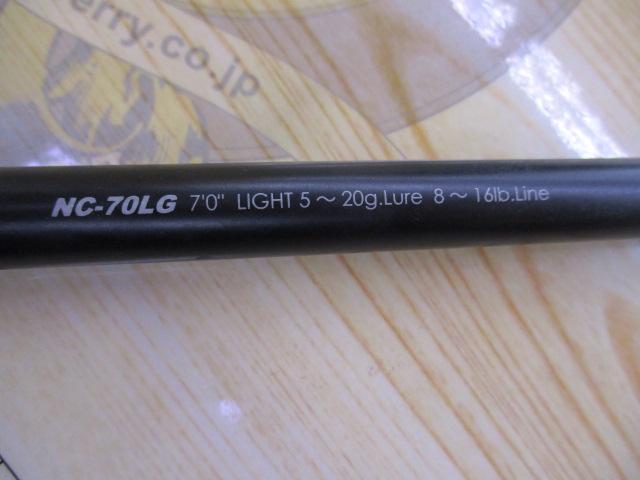 erry.co.jp
NC-70LG 7'0" LIGHT 5～20g.Lure 8～16lb.Line